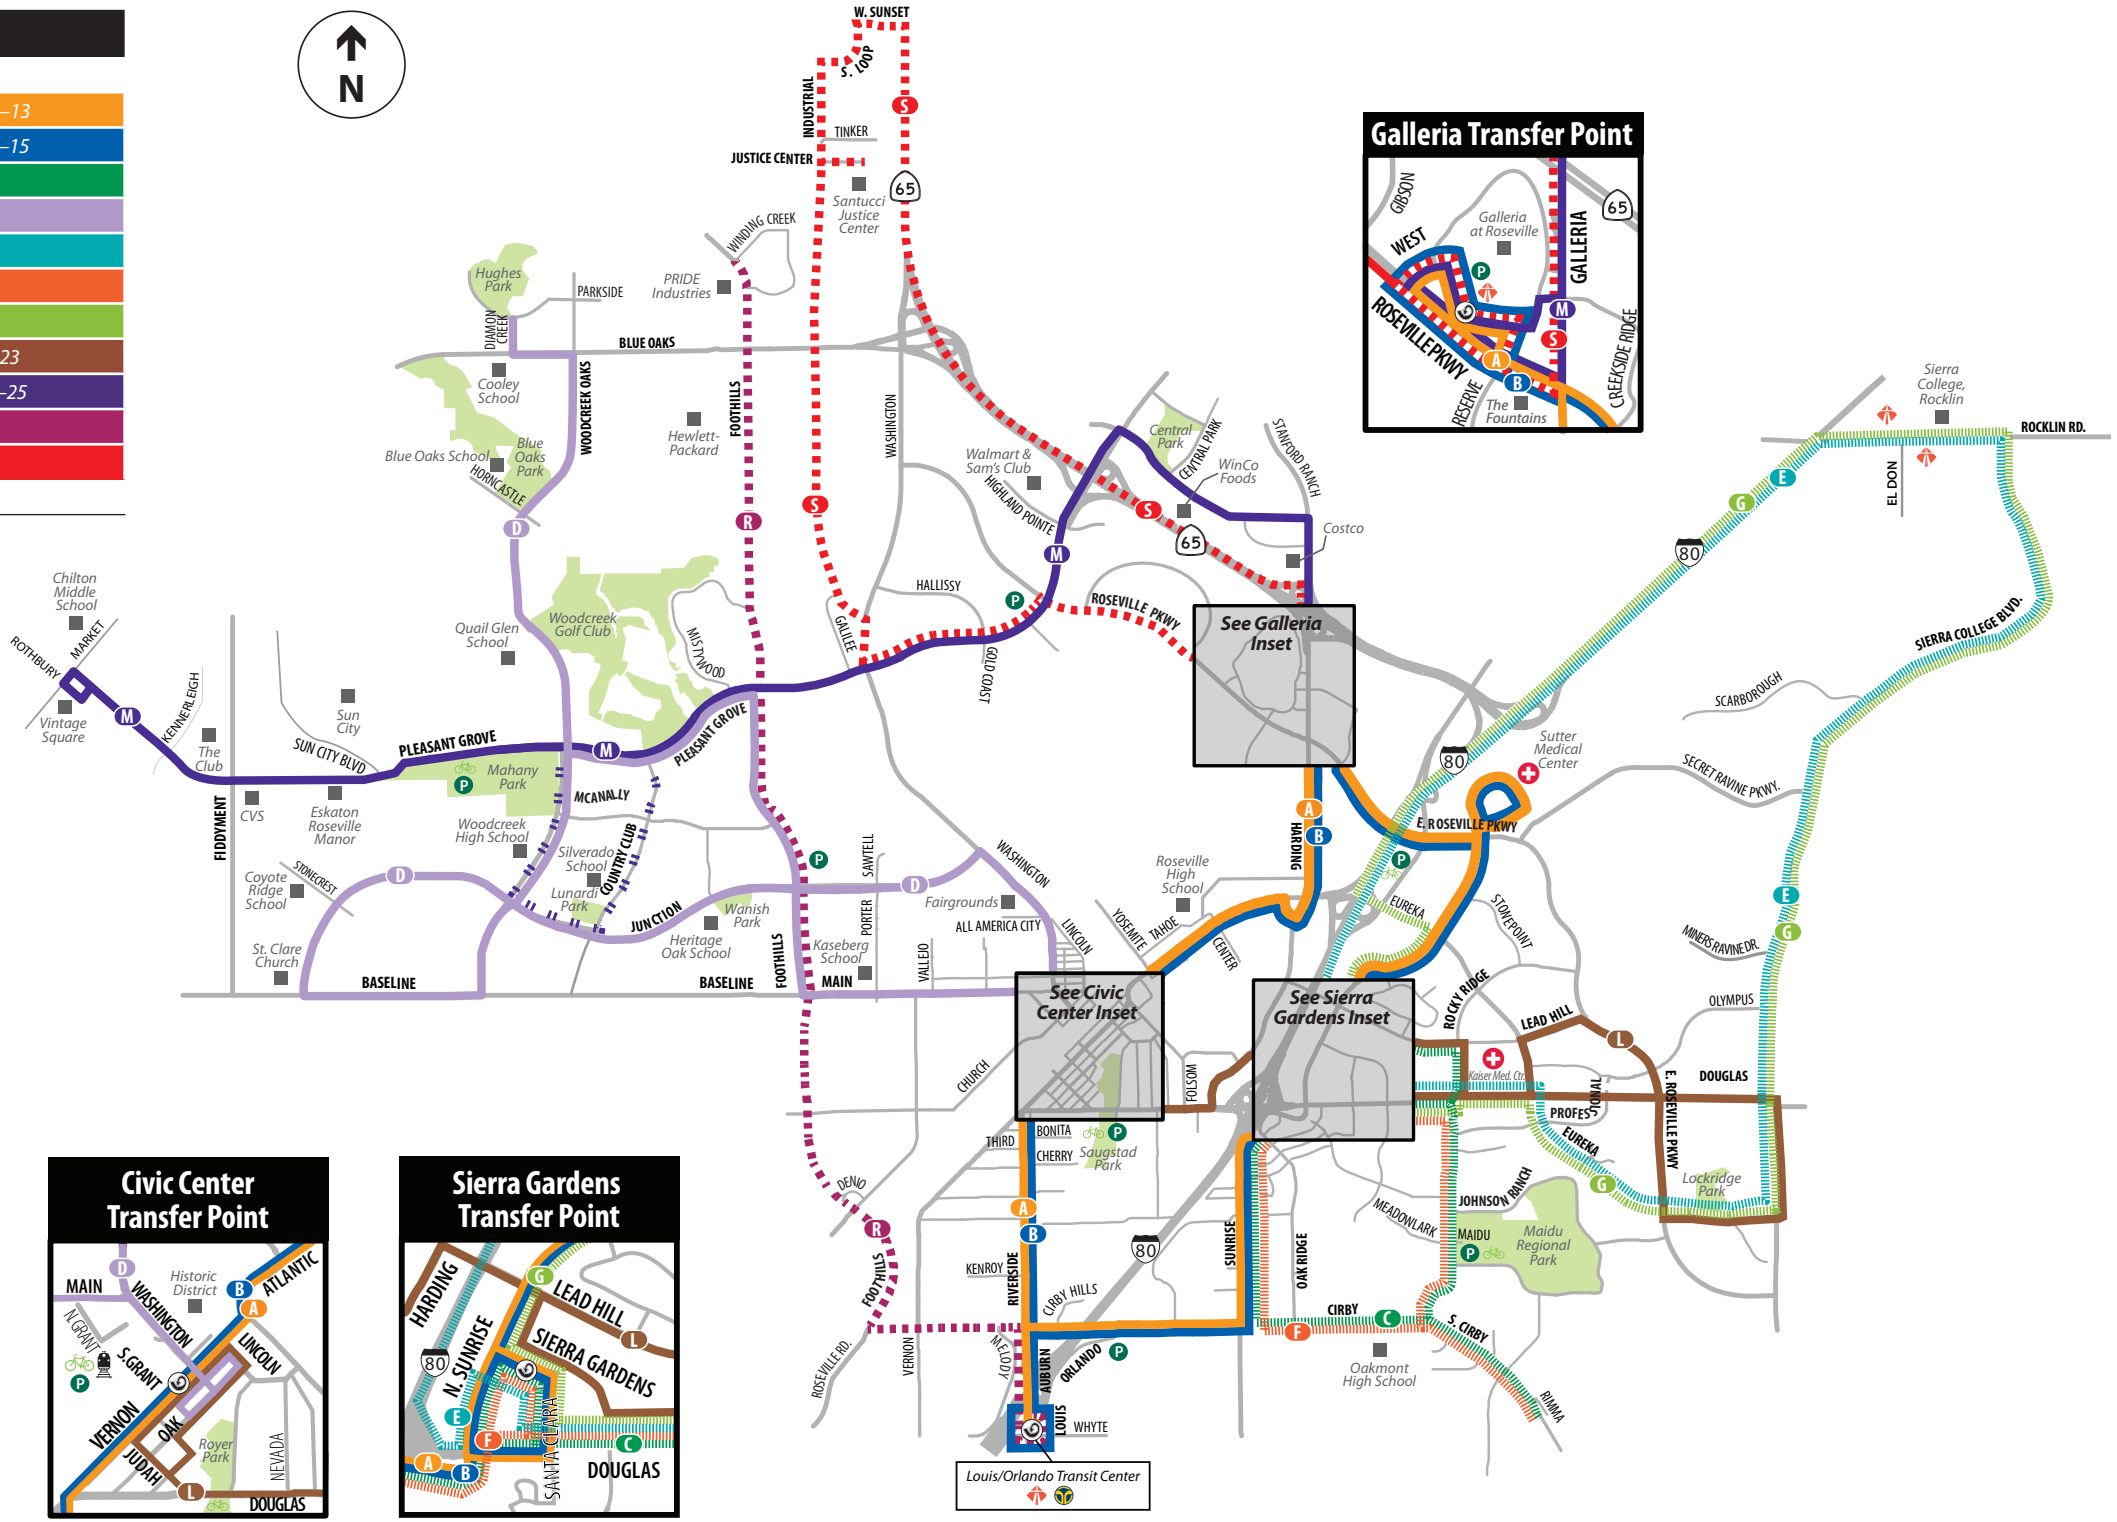 –13
–15
23
–25
N
W. SUNSET
S. LOOP
INDUSTRIAL
S
TINKER
JUSTICE CENTER
65
Santucci
Justice
Center
WINDING CREEK
PRIDE
Industries
Hughes
Park
PARKSIDE
DIAMON
CREEK
BLUE OAKS
Cooley
School
WOODCREEK OAKS
FOOTHILLS
Hewlett-
Packard
WASHINGTON
Blue Oaks School
Blue
Oaks
Park
HORNCASTLE
D
R
S
Walmart &
Sam's Club
HIGHLAND POINTE
Central
Park
CENTRAL PARK
WinCo
Foods
STANFORD RANCH
S
65
Costco
M
Galleria Transfer Point
GIBSON
WEST
Galleria
at Roseville
P
GALLERIA
65
M
S
A
B
ROSEVILLE PKWY
RESERVE
The
Fountains
CREEKSIDE RIDGE
Sierra
College,
Rocklin
ROCKLIN RD.
EL DON
E
G
80
SIERRA COLLEGE BLVD.
SCARBOROUGH
SECRET RAVINE PKWY.
Chilton
Middle
School
ROTHBURY
MARKET
Vintage
Square
M
KENNERLEIGH
The
Club
FIDDYMENT
CVS
Sun
City
SUN CITY BLVD
PLEASANT GROVE
Eskaton
Roseville
Manor
P
Mahany
Park
Quail Glen
School
Woodcreek
Golf Club
MISTYWOOD
M
PLEASANT GROVE
GALILEE
HALLISSY
P
GOLD COAST
ROSEVILLE PKWY
See Galleria
Inset
MCANALLY
Woodcreek
High School
Silverado
School
COUNTRY CLUB
Lunardi
Park
JUNCTION
Heritage
Oak School
Wanish
Park
P
FOOTHILLS
SAWTELL
PORTER
D
Fairgrounds
WASHINGTON
ALL AMERICA CITY
Kaseberg
School
VALLEJO
LINCOLN
Coyote
Ridge
School
STONECREST
D
St. Clare
Church
BASELINE
BASELINE
MAIN
YOSEMITE
TAHOE
CENTER
Roseville
High
School
A
B
HARDING
E. ROSEVILLE PKWY
80
Sutter
Medical
Center
P
EUREKA
STONEPOINT
ROCKY RIDGE
E
G
MINERS RAVINE DR.
OLYMPUS
See Civic
Center Inset
See Sierra
Gardens Inset
CHURCH
FOLSOM
LEAD HILL
L
Kaiser Med. Ctr.
PROFES
IONAL
EUREKA
G
E. ROSEVILLE PKWY
DOUGLAS
Lockridge
Park
THIRD
BONITA
CHERRY
P
Saugstad
Park
A
B
DENIO
R
FOOTHILLS
ROSEVILLE RD.
VERNON
KENROY
RIVERSIDE
CIRBY HILLS
80
SUNRISE
OAK RIDGE
MEADOWLARK
JOHNSON RANCH
MAIDU
P
Maidu
Regional
Park
CIRBY
C
F
S. CIRBY
Oakmont
High School
RIMMA
MELODY
AUBURN
ORLANDO
P
LOUIS
WHYTE
Louis/Orlando Transit Center
Civic Center
Transfer Point
D
MAIN
N. GRANT
WASHINGTON
Historic
District
B
A
ATLANTIC
P
S. GRANT
LINCOLN
VERNON
OAK
JUDAH
Royer
Park
NEVADA
L
DOUGLAS
Sierra Gardens
Transfer Point
HARDING
G
LEAD HILL
L
N. SUNRISE
SIERRA GARDENS
80
E
F
SANTA CLARA
C
A
B
DOUGLAS